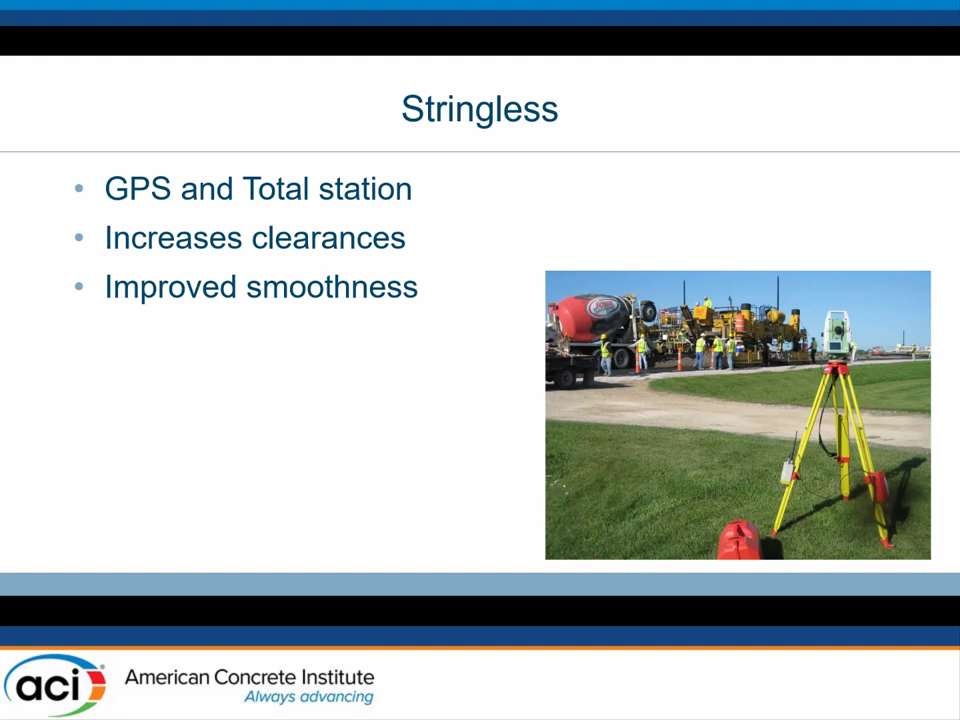 Stringless
• GPS and Total station
• Increases clearances
• Improved smoothness
aci
American Concrete Institute
Always advancing